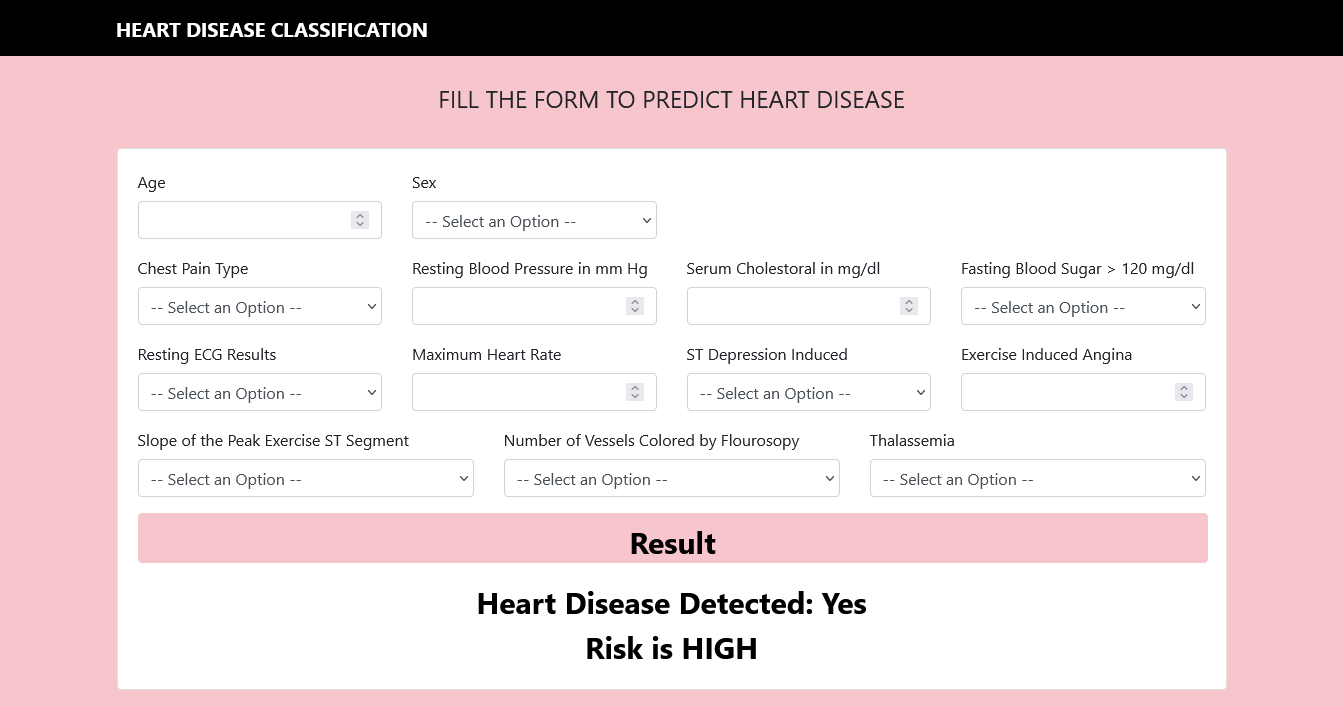 HEART DISEASE CLASSIFICATION
FILL THE FORM TO PREDICT HEART DISEASE
Age Sex
-- Select an Option --
Chest Pain Type Resting Blood Pressure in mm Hg Serum Cholestoral in mg/dl Fasting Blood Sugar > 120 mg/dl
-- Select an Option -- -- Select an Option --
Resting ECG Results Maximum Heart Rate ST Depression Induced Exercise Induced Angina
-- Select an Option -- -- Select an Option --
Slope of the Peak Exercise ST Segment Number of Vessels Colored by Flourosopy Thalassemia
-- Select an Option -- -- Select an Option -- -- Select an Option --
Result
Heart Disease Detected: Yes
Risk is HIGH